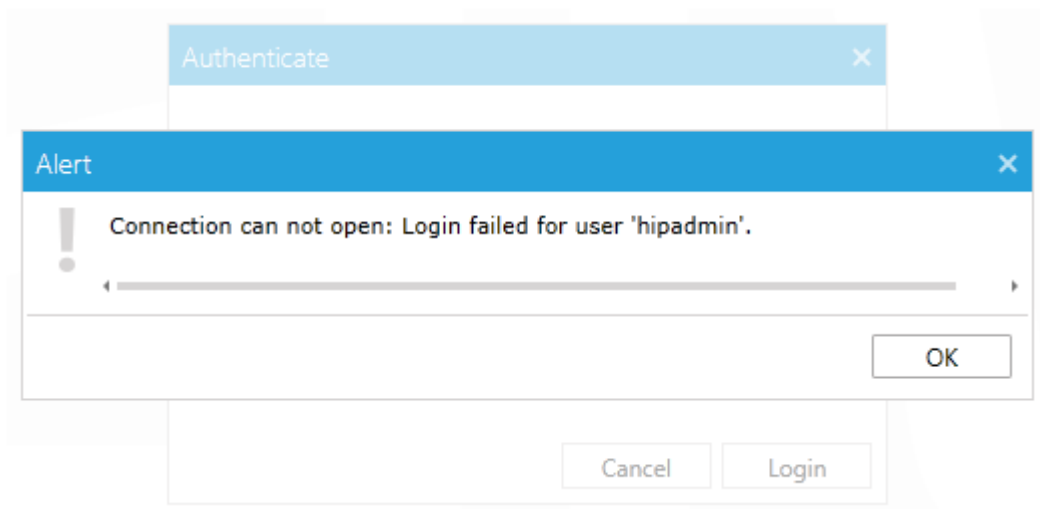 Authenticate
Alert
Connection can not open: Login failed for user 'hipadmin'.
OK
Cancel Login